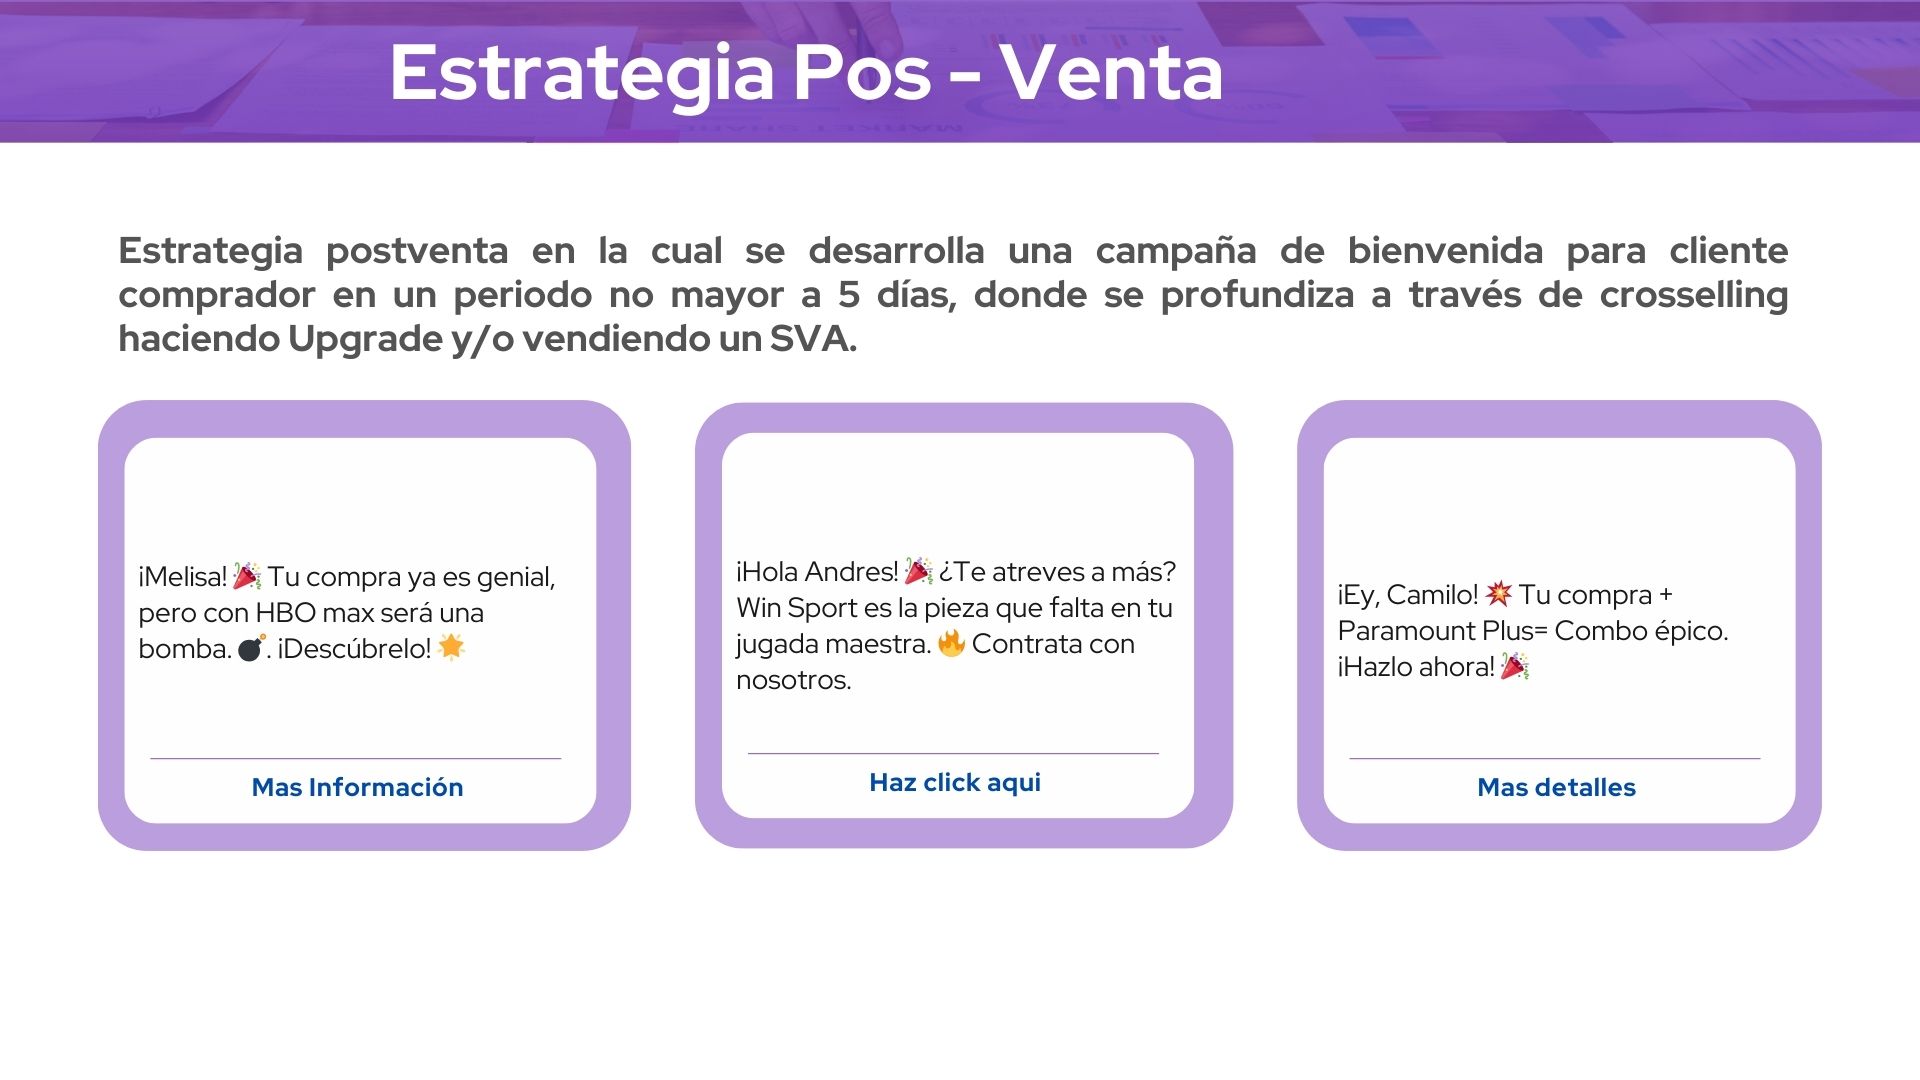 Estrategia Pos - Venta
Estrategia postventa en la cual se desarrolla una campaña de bienvenida para cliente
comprador en un periodo no mayor a 5 días, donde se profundiza a través de crosselling
haciendo Upgrade y/o vendiendo un SVA.
¡Melisa! 🎉 Tu compra ya es genial,
pero con HBO max será una
bomba. 💣. ¡Descúbrelo! 🌟
Mas Información
¡Hola Andres! 🎉 ¿Te atreves a más?
Win Sport es la pieza que falta en tu
jugada maestra. 🔥 Contrata con
nosotros.
Haz click aqui
¡Ey, Camilo! 💥 Tu compra +
Paramount Plus= Combo épico.
¡Hazlo ahora! 🎉
Mas detalles